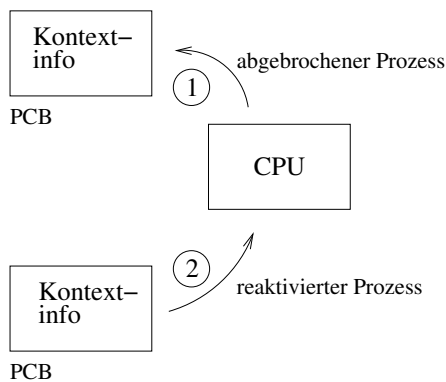 Kontext–
info
abgebrochener Prozess
1
PCB
CPU
2
Kontext–
info
reaktivierter Prozess
PCB